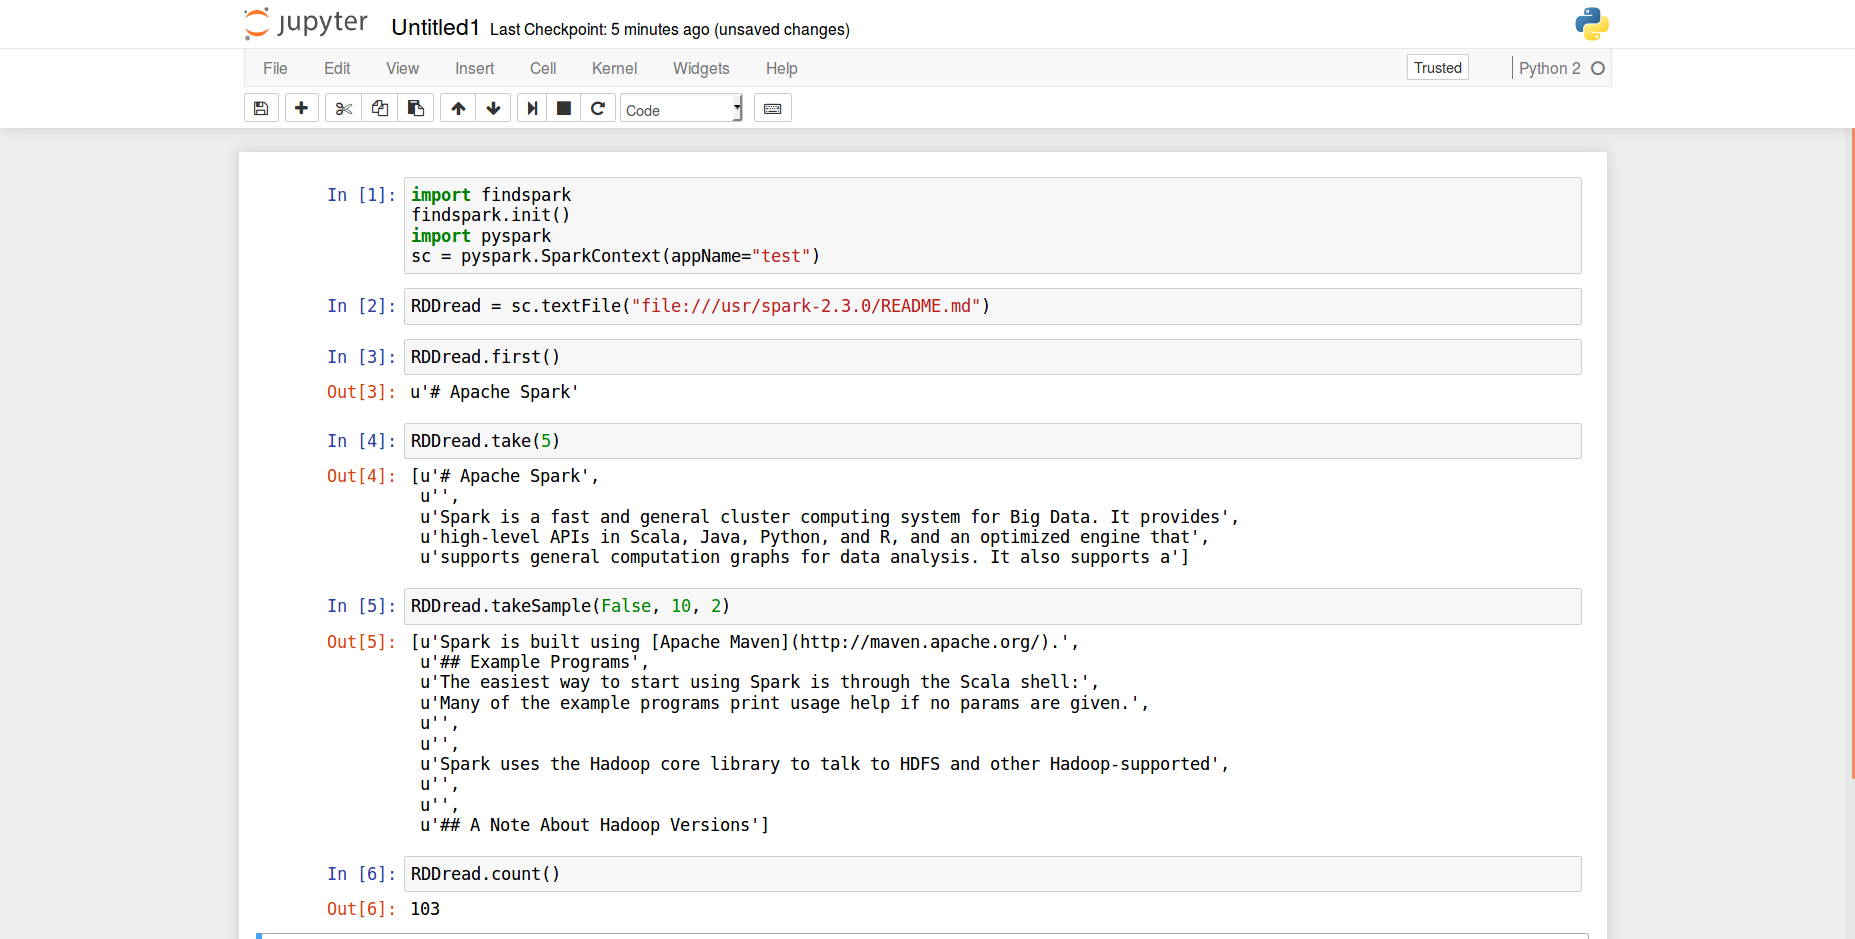 jupyter Untitled1 Last Checkpoint: 5 minutes ago (unsaved changes)
File Edit View Insert Cell Kernel Widgets Help Trusted Python 2
Code
In [1]: import findspark
findspark.init()
import pyspark
sc = pyspark.SparkContext(appName="test")
In [2]: RDDread = sc.textFile("file:///usr/spark-2.3.0/README.md")
In [3]: RDDread.first()
Out[3]: u'# Apache Spark'
In [4]: RDDread.take(5)
Out[4]: [u'# Apache Spark',
u'',
u'Spark is a fast and general cluster computing system for Big Data. It provides',
u'high-level APIs in Scala, Java, Python, and R, and an optimized engine that',
u'supports general computation graphs for data analysis. It also supports a']
In [5]: RDDread.takeSample(False, 10, 2)
Out[5]: [u'Spark is built using [Apache Maven](http://maven.apache.org/).',
u'## Example Programs',
u'The easiest way to start using Spark is through the Scala shell:',
u'Many of the example programs print usage help if no params are given.',
u'',
u'',
u'Spark uses the Hadoop core library to talk to HDFS and other Hadoop-supported',
u'',
u'',
u'## A Note About Hadoop Versions']
In [6]: RDDread.count()
Out[6]: 103